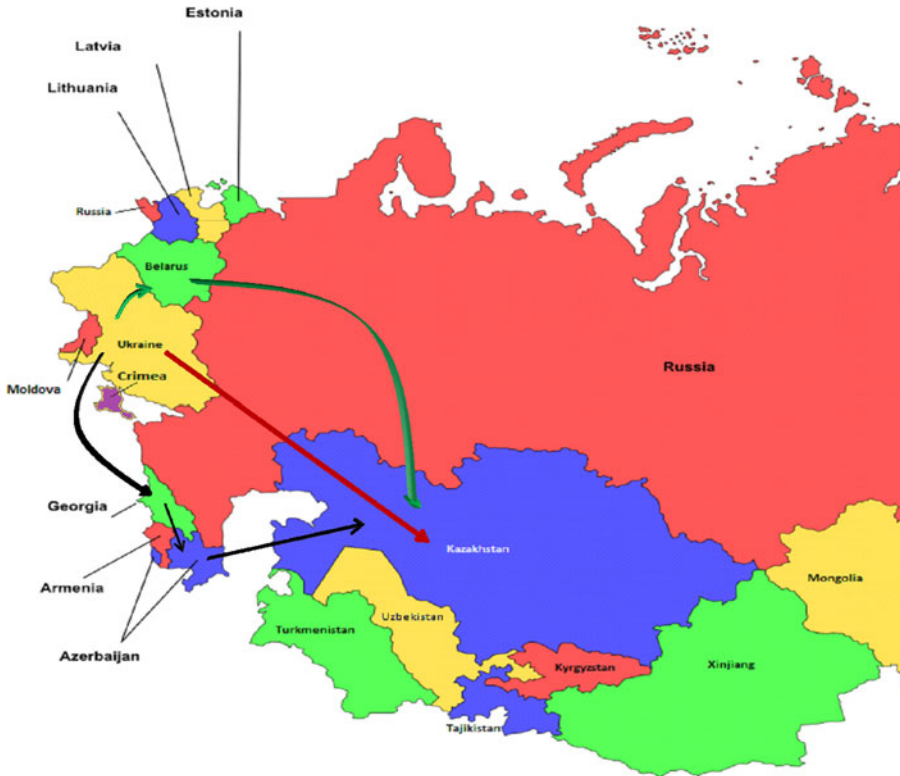 Estonia
Latvia
Lithuania
Russia
Belarus
Ukraine
Crimea
Moldova
Russia
Georgia
Kazakhstan
Armenia
Mongolia
Uzbekistan
Turkmenistan
Azerbaijan
Kyrgyzstan
Xinjiang
Tajikistan